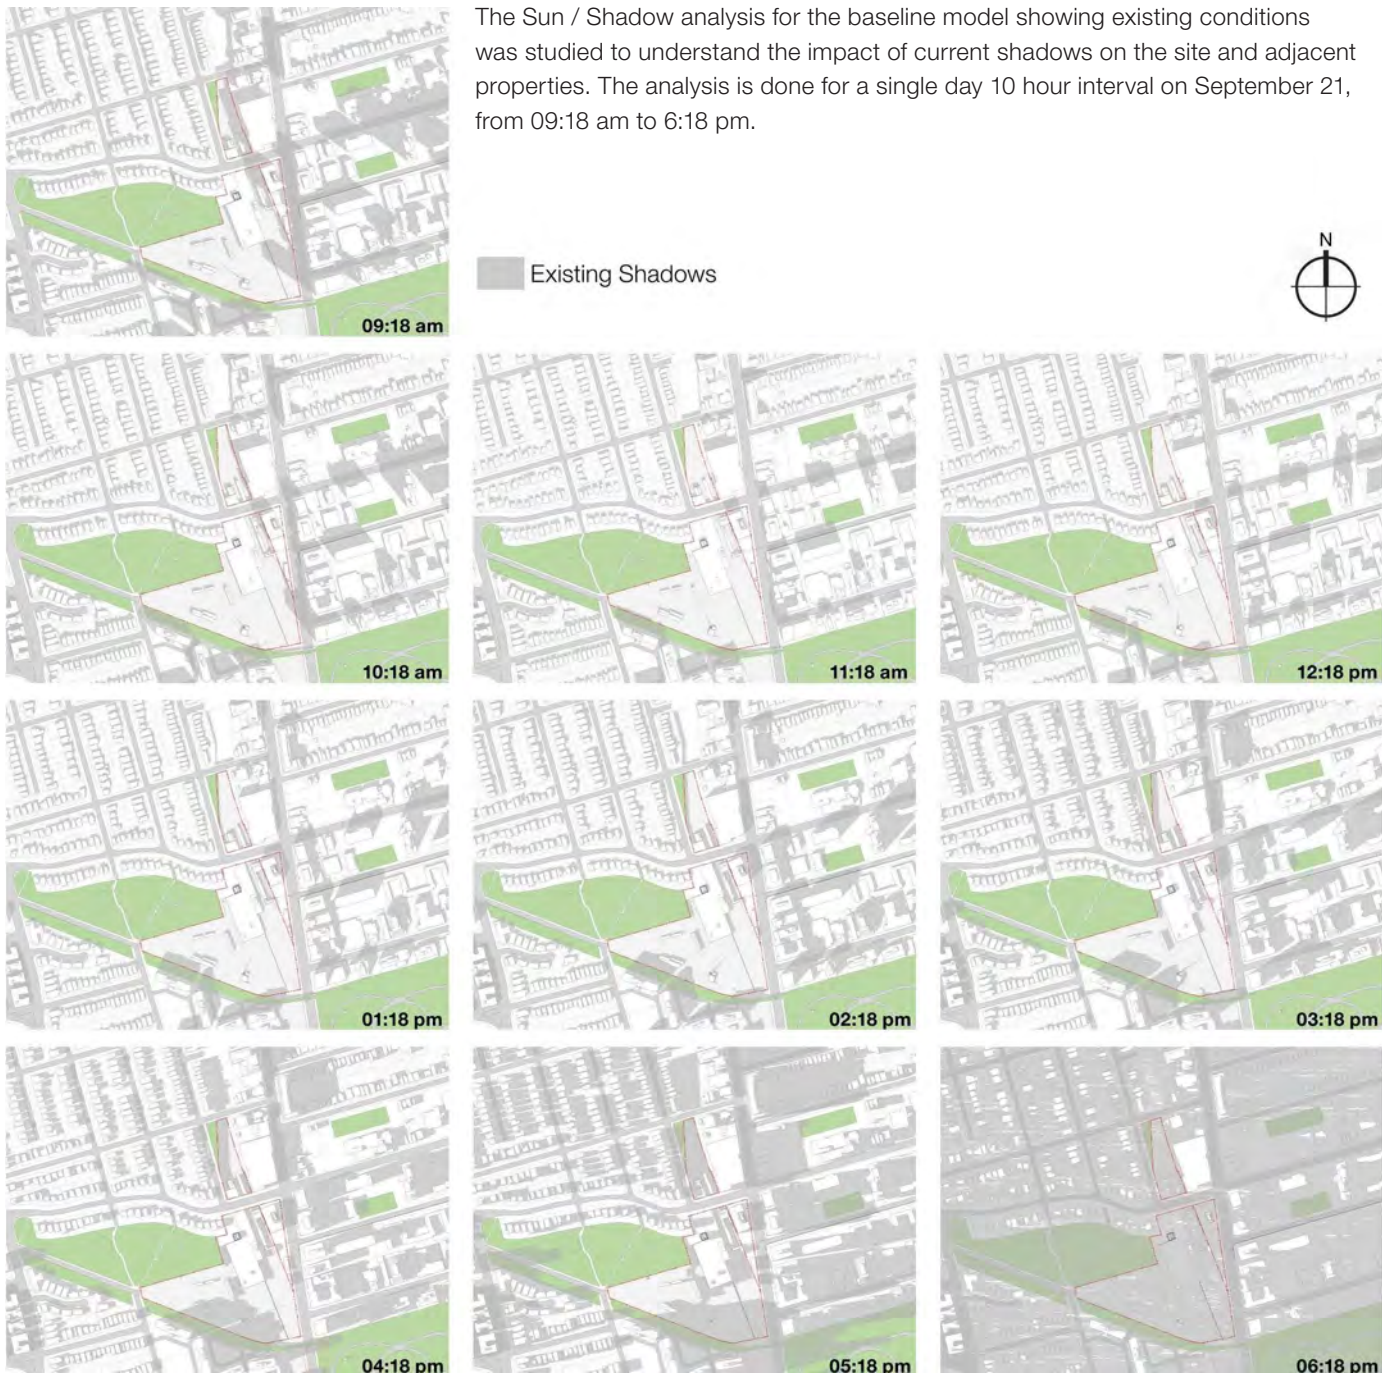 The Sun / Shadow analysis for the baseline model showing existing conditions
was studied to understand the impact of current shadows on the site and adjacent
properties. The analysis is done for a single day 10 hour interval on September 21,
from 09:18 am to 6:18 pm.
N
Existing Shadows
09:18 am
10:18 am
11:18 am
12:18 pm
01:18 pm
02:18 pm
03:18 pm
04:18 pm
05:18 pm
06:18 pm